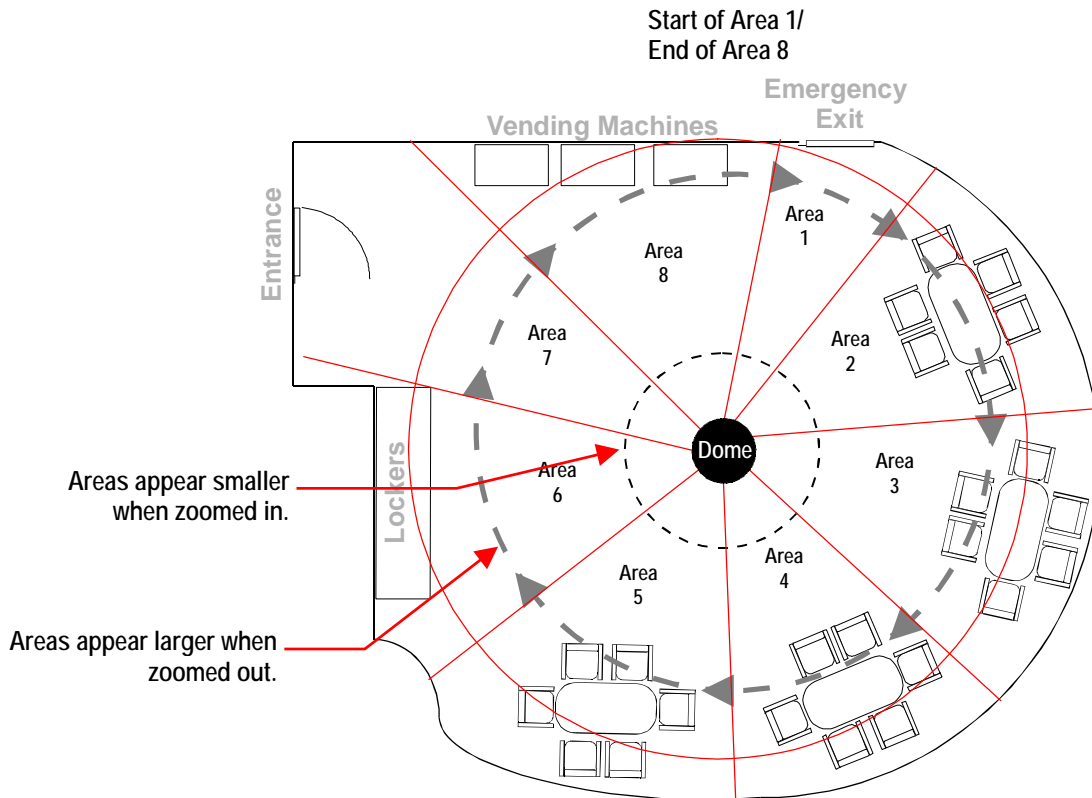 Start of Area 1/
End of Area 8
Emergency
Exit
Vending Machines
Entrance
Area
1
Area
8
Area
2
Area
7
Dome
Area
3
Area
6
Lockers
Areas appear smaller
when zoomed in.
Area
4
Area
5
Areas appear larger when
zoomed out.